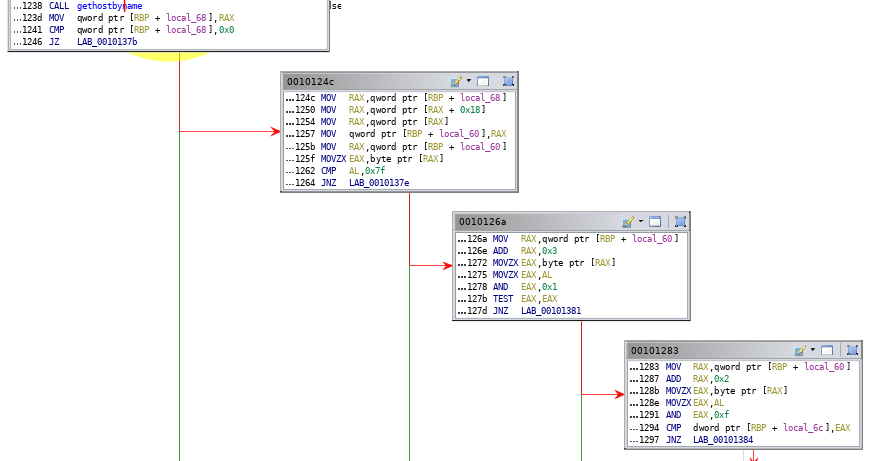 ...1238 CALL gethostbyname
lse
...123d MOV qword ptr [RBP + local_68],RAX
...1241 CMP qword ptr [RBP + local_68],0x0
...1246 JZ LAB_0010137b
0010124c
...124c MOV RAX,qword ptr [RBP + local_68]
...1250 MOV RAX,qword ptr [RAX + 0x18]
...1254 MOV RAX,qword ptr [RAX]
...1257 MOV qword ptr [RBP + local_60],RAX
...125b MOV RAX,qword ptr [RBP + local_60]
...125f MOVZX EAX,byte ptr [RAX]
...1262 CMP AL,0x7f
...1264 JNZ LAB_0010137e
0010126a
...126a MOV RAX,qword ptr [RBP + local_60]
...126e ADD RAX,0x3
...1272 MOVZX EAX,byte ptr [RAX]
...1275 MOVZX EAX,AL
...1278 AND EAX,0x1
...127b TEST EAX,EAX
...127d JNZ LAB_00101381
00101283
...1283 MOV RAX,qword ptr [RBP + local_60]
...1287 ADD RAX,0x2
...128b MOVZX EAX,byte ptr [RAX]
...128e MOVZX EAX,AL
...1291 AND EAX,0xf
...1294 CMP dword ptr [RBP + local_6c],EAX
...1297 JNZ LAB_00101384